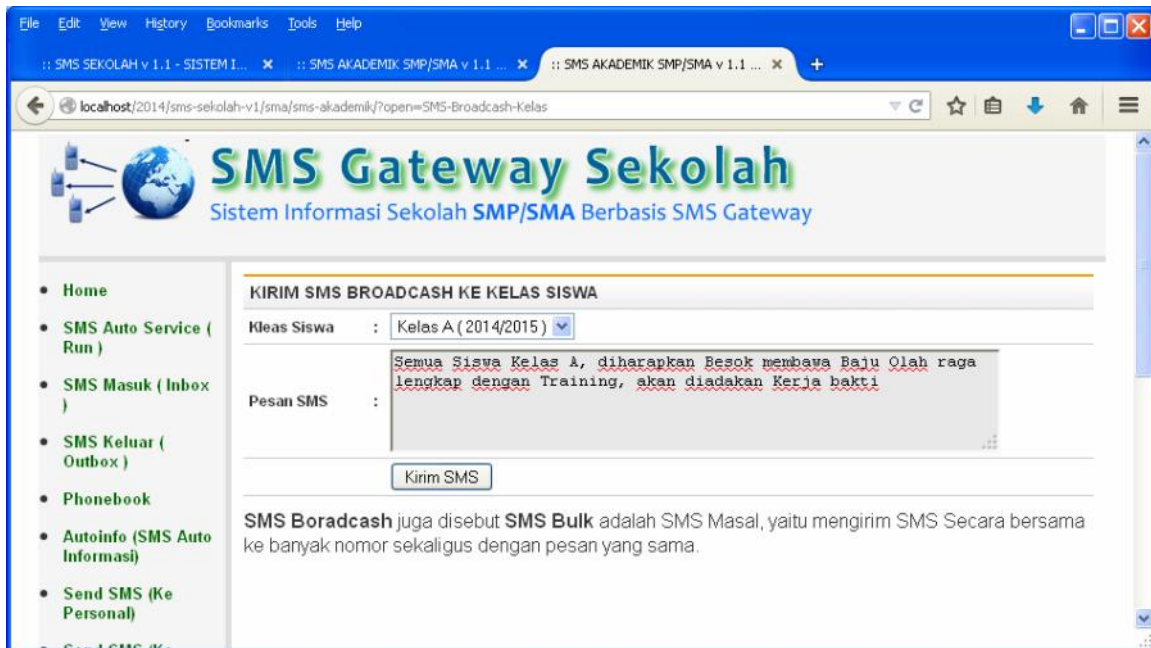 File Edit View History Bookmarks Tools Help
:: SMS SEKOLAH v 1.1 - SISTEM I... :: SMS AKADEMIK SMP/SMA v 1.1 ... :: SMS AKADEMIK SMP/SMA v 1.1 ...
localhost/2014/sms-sekolah-v1/sma/sms-akademik/?open=SMS-Broadcash-Kelas
SMS Gateway Sekolah
Sistem Informasi Sekolah SMP/SMA Berbasis SMS Gateway
Home
SMS Auto Service (
Run )
SMS Masuk ( Inbox
)
SMS Keluar (
Outbox )
Phonebook
Autoinfo (SMS Auto
Informasi)
Send SMS (Ke
Personal)
KIRIM SMS BROADCASH KE KELAS SISWA
Kleas Siswa : Kelas A ( 2014/2015 )
Pesan SMS :
Semua Siswa Kelas A, diharapkan Besok membawa Baju Olah raga
lengkap dengan Training, akan diadakan Kerja bakti
Kirim SMS
SMS Boradcash juga disebut SMS Bulk adalah SMS Masal, yaitu mengirim SMS Secara bersama
ke banyak nomor sekaligus dengan pesan yang sama.